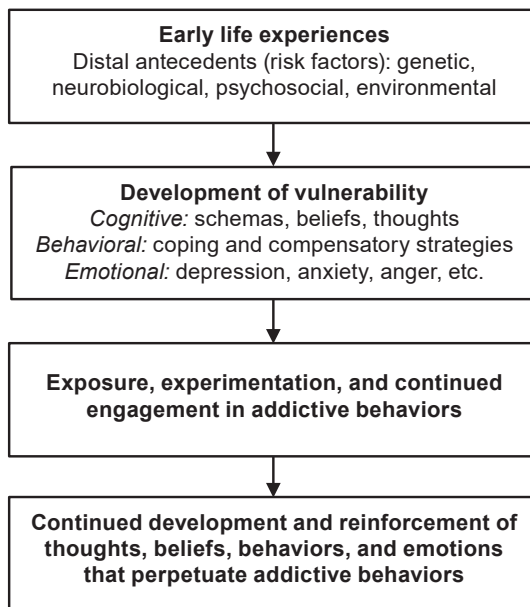 Early life experiences
Distal antecedents (risk factors): genetic,
neurobiological, psychosocial, environmental
Development of vulnerability
Cognitive: schemas, beliefs, thoughts
Behavioral: coping and compensatory strategies
Emotional: depression, anxiety, anger, etc.
Exposure, experimentation, and continued
engagement in addictive behaviors
Continued development and reinforcement of
thoughts, beliefs, behaviors, and emotions
that perpetuate addictive behaviors